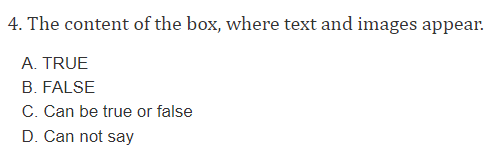 4. The content of the box, where text and images appear.
A. TRUE
B. FALSE
C. Can be true or false
D. Can not say